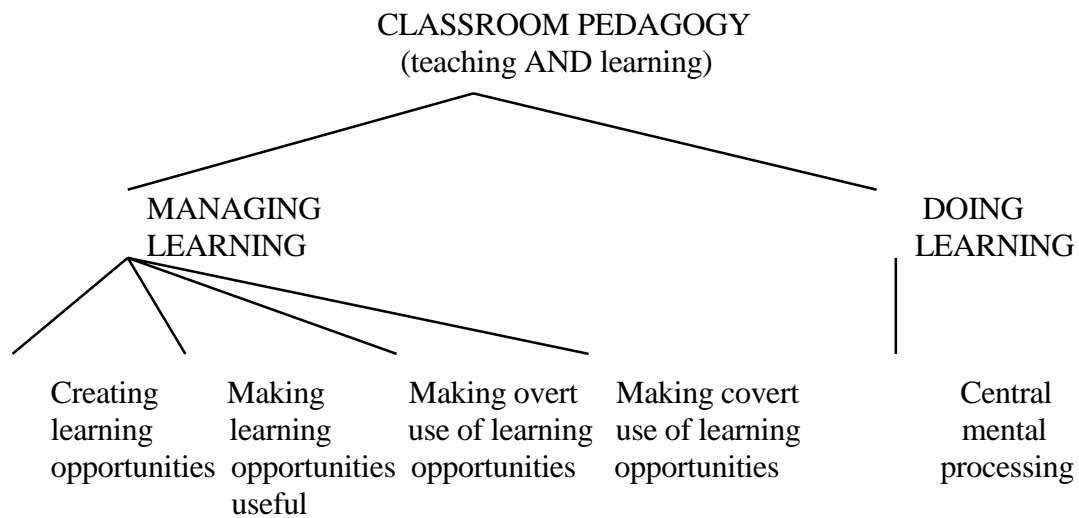 CLASSROOM PEDAGOGY
(teaching AND learning)
MANAGING
LEARNING
DOING
LEARNING
Creating
learning
opportunities
Making
learning
opportunities
useful
Making overt
use of learning
opportunities
Making covert
use of learning
opportunities
Central
mental
processing